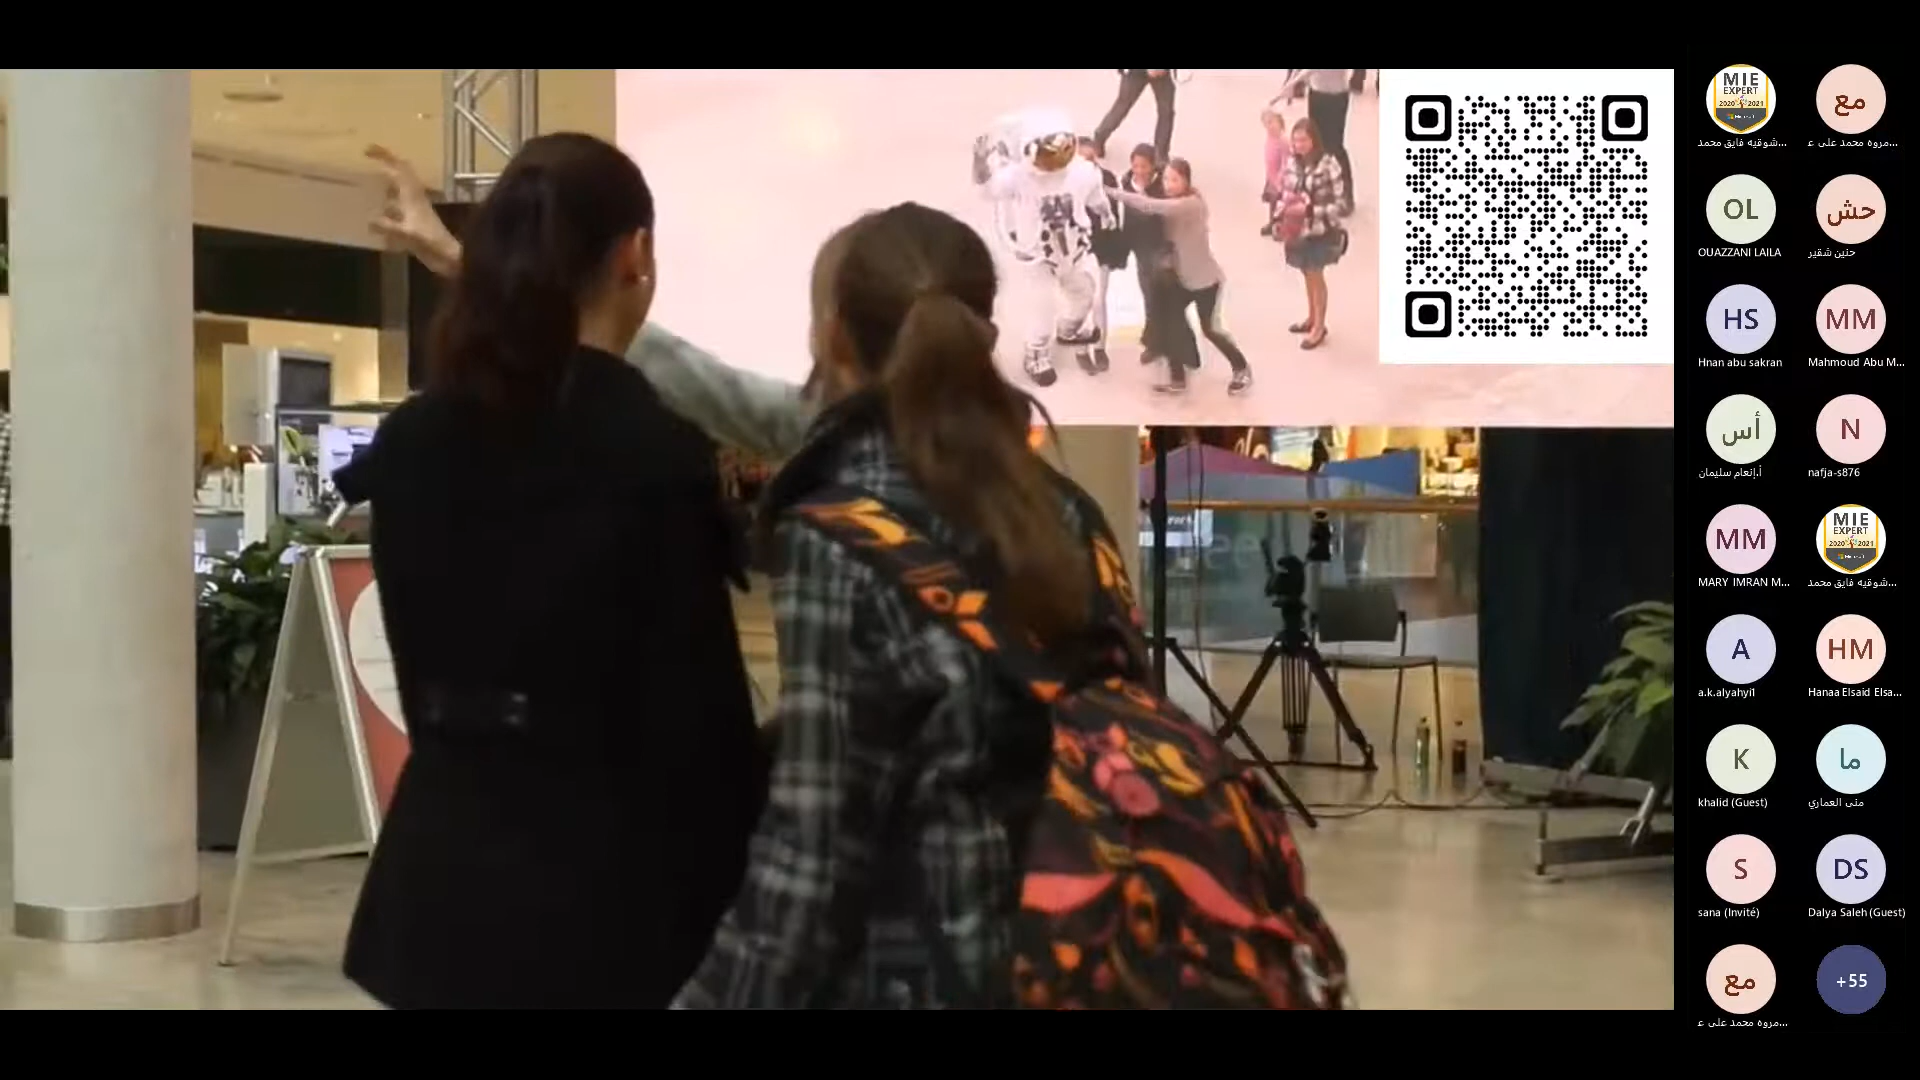 MIE
EXPERT
2020 2021
Microsoft
شوقيه فايق محمد...
مع
مروه محمد على ع...
OL
OUAZZANI LAILA
حش
حنين شقير
HS
Hnan abu sakran
MM
Mahmoud Abu M...
أس
أ.إنعام سليمان
N
nafja-s876
MM
MARY IMRAN M...
MIE
EXPERT
2020 2021
Microsoft
شوقيه فايق محمد...
A
a.k.alyahyi1
HM
Hanaa Elsaid Elsa...
K
khalid (Guest)
ما
منى العماري
S
sana (Invité)
DS
Dalya Saleh (Guest)
مع
مروه محمد على ع...
+55